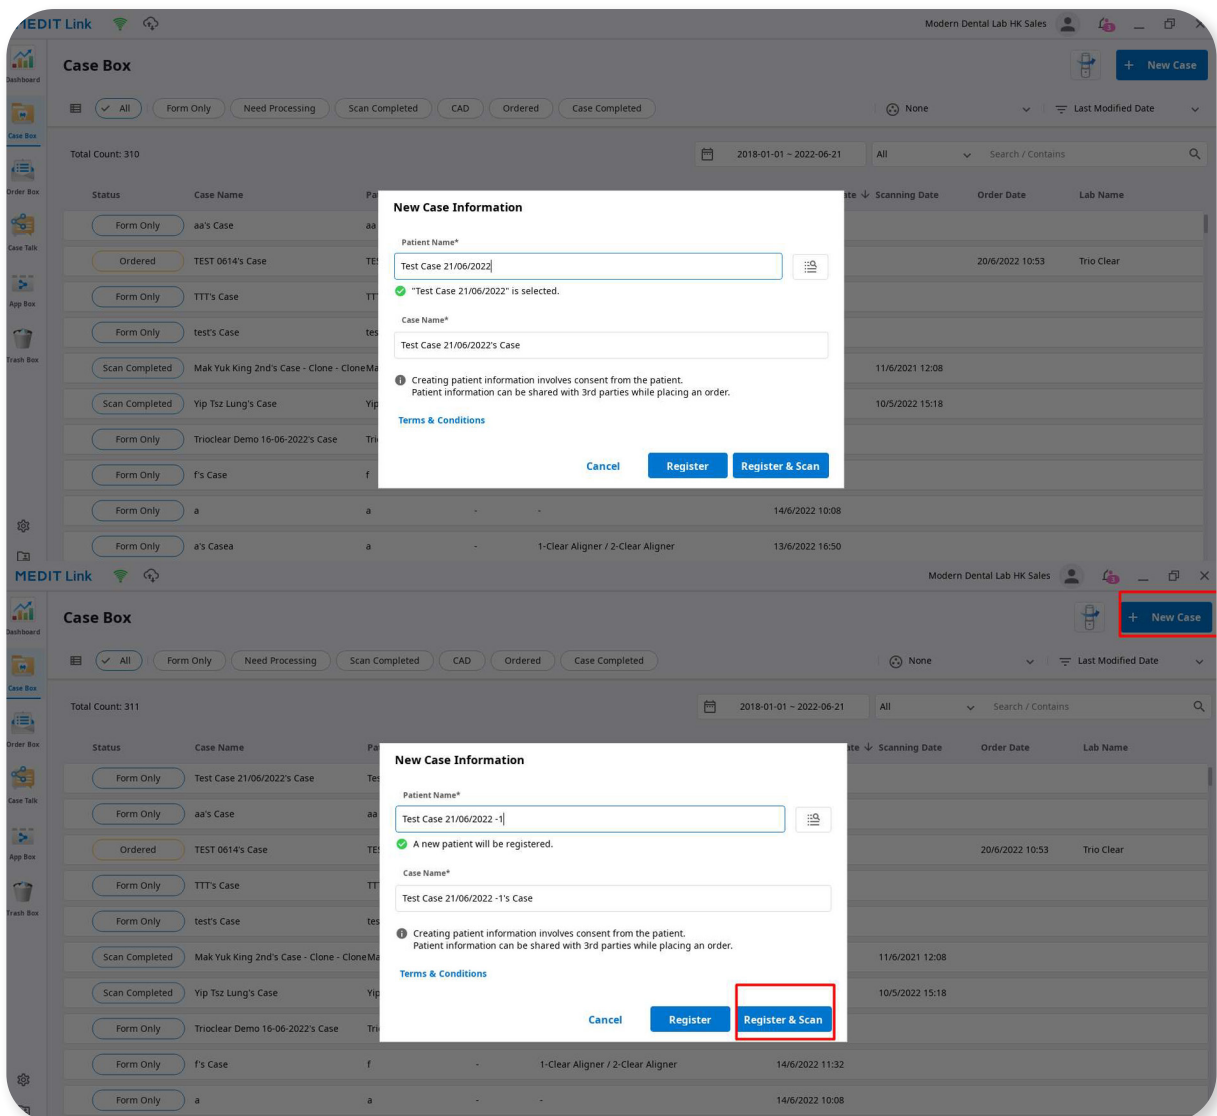 MEDIT Link
Modern Dental Lab HK Sales
Dashboard
Case Box
+ New Case
All Form Only Need Processing Scan Completed CAD Ordered Case Completed
None
Last Modified Date
Case Box
Total Count: 310
2018-01-01 ~ 2022-06-21
All
Search / Contains
Order Box
Status Case Name Scanning Date Order Date Lab Name
Form Only aa's Case aa
Case Talk
Ordered TEST 0614's Case 20/6/2022 10:53 Trio Clear
App Box
Form Only TTT's Case
Form Only test's Case
Trash Box
Scan Completed Mak Yuk King 2nd's Case - Clone - Clone 11/6/2021 12:08
Scan Completed Yip Tsz Lung's Case Yip 10/5/2022 15:18
Form Only Trioclear Demo 16-06-2022's Case
Form Only f's Case f
Form Only a a - - 14/6/2022 10:08
Form Only a's Casea a - 1-Clear Aligner / 2-Clear Aligner 13/6/2022 16:50
New Case Information
Patient Name*
Test Case 21/06/2022
"Test Case 21/06/2022" is selected.
Case Name*
Test Case 21/06/2022's Case
Creating patient information involves consent from the patient.
Patient information can be shared with 3rd parties while placing an order.
Terms & Conditions
Cancel Register Register & Scan
MEDIT Link
Modern Dental Lab HK Sales
Dashboard
Case Box
+ New Case
All Form Only Need Processing Scan Completed CAD Ordered Case Completed
None
Last Modified Date
Case Box
Total Count: 311
2018-01-01 ~ 2022-06-21
All
Search / Contains
Order Box
Status Case Name Scanning Date Order Date Lab Name
Form Only Test Case 21/06/2022's Case
Case Talk
Form Only aa's Case aa
App Box
Ordered TEST 0614's Case 20/6/2022 10:53 Trio Clear
Form Only TTT's Case
Trash Box
Form Only test's Case
Scan Completed Mak Yuk King 2nd's Case - Clone - Clone 11/6/2021 12:08
Scan Completed Yip Tsz Lung's Case Yip 10/5/2022 15:18
Form Only Trioclear Demo 16-06-2022's Case
Form Only f's Case f - 1-Clear Aligner / 2-Clear Aligner 14/6/2022 11:32
Form Only a a - - 14/6/2022 10:08
New Case Information
Patient Name*
Test Case 21/06/2022 -1
A new patient will be registered.
Case Name*
Test Case 21/06/2022 -1's Case
Creating patient information involves consent from the patient.
Patient information can be shared with 3rd parties while placing an order.
Terms & Conditions
Cancel Register Register & Scan